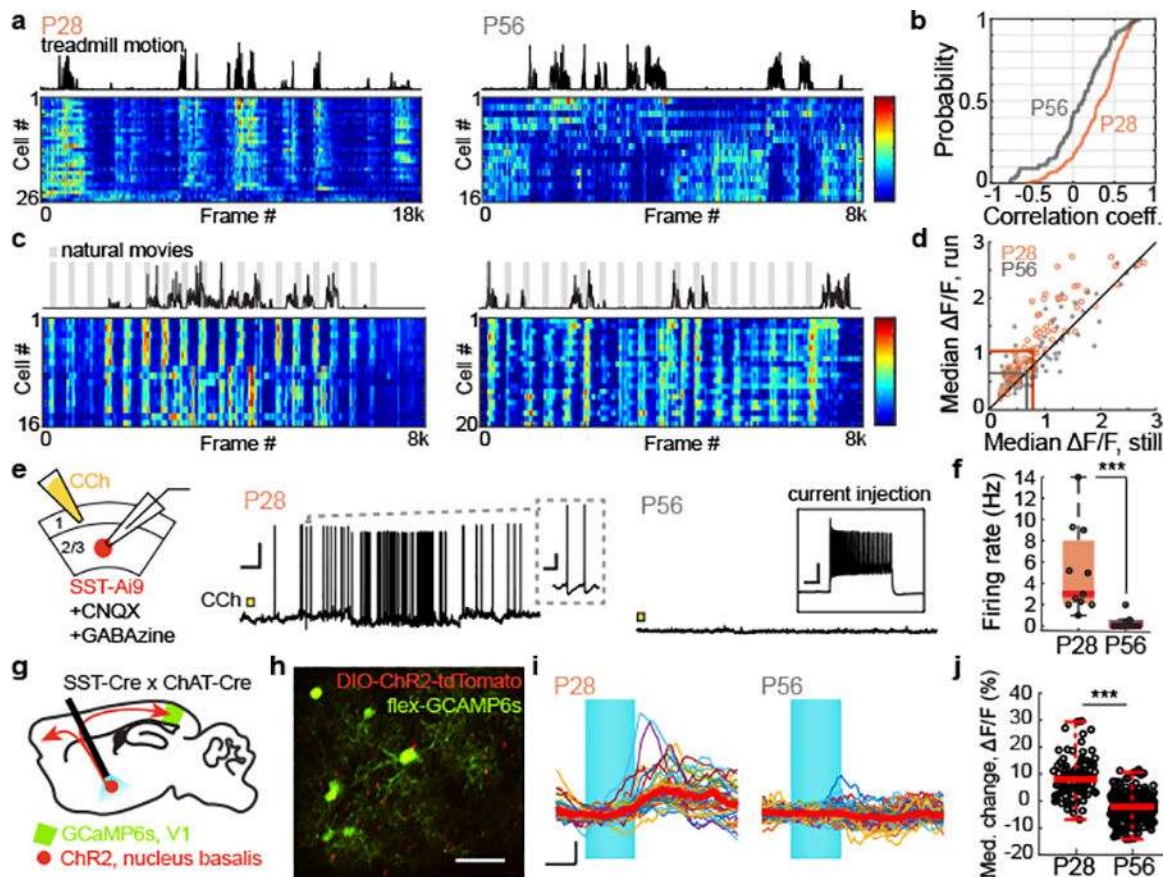 a P28 P56
treadmill motion
Cell # 1 26
0 Frame # 18k
1 16
0 Frame # 8k
b
Probability
1
0.5
0
P56
P28
-1 -0.5 0 0.5 1
Correlation coeff.
c natural movies
Cell # 1 16
0 Frame # 8k
Cell # 1 20
0 Frame # 8k
d
Median ΔF/F, run
3
2
1
0
P28
P56
0 1 2 3
Median ΔF/F, still
e
CCh
1
2/3
SST-Ai9
+CNQX
+GABAzine
P28
CCh
P56
current injection
f
Firing rate (Hz)
14
12
10
8
6
4
2
0
***
P28 P56
g
SST-Cre x ChAT-Cre
GCaMP6s, V1
ChR2, nucleus basalis
h
DIO-ChR2-tdTomato
flex-GCAMP6s
i
P28 P56
j
Med. change, ΔF/F (%)
40
30
20
10
0
-10
-20
***
P28 P56